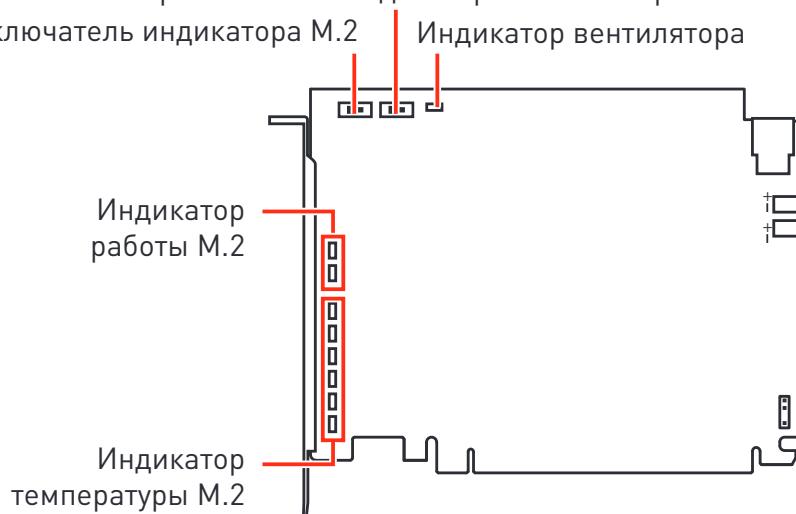 ключатель индикатора M.2
Индикатор вентилятора
Индикатор
работы M.2
Индикатор
температуры M.2